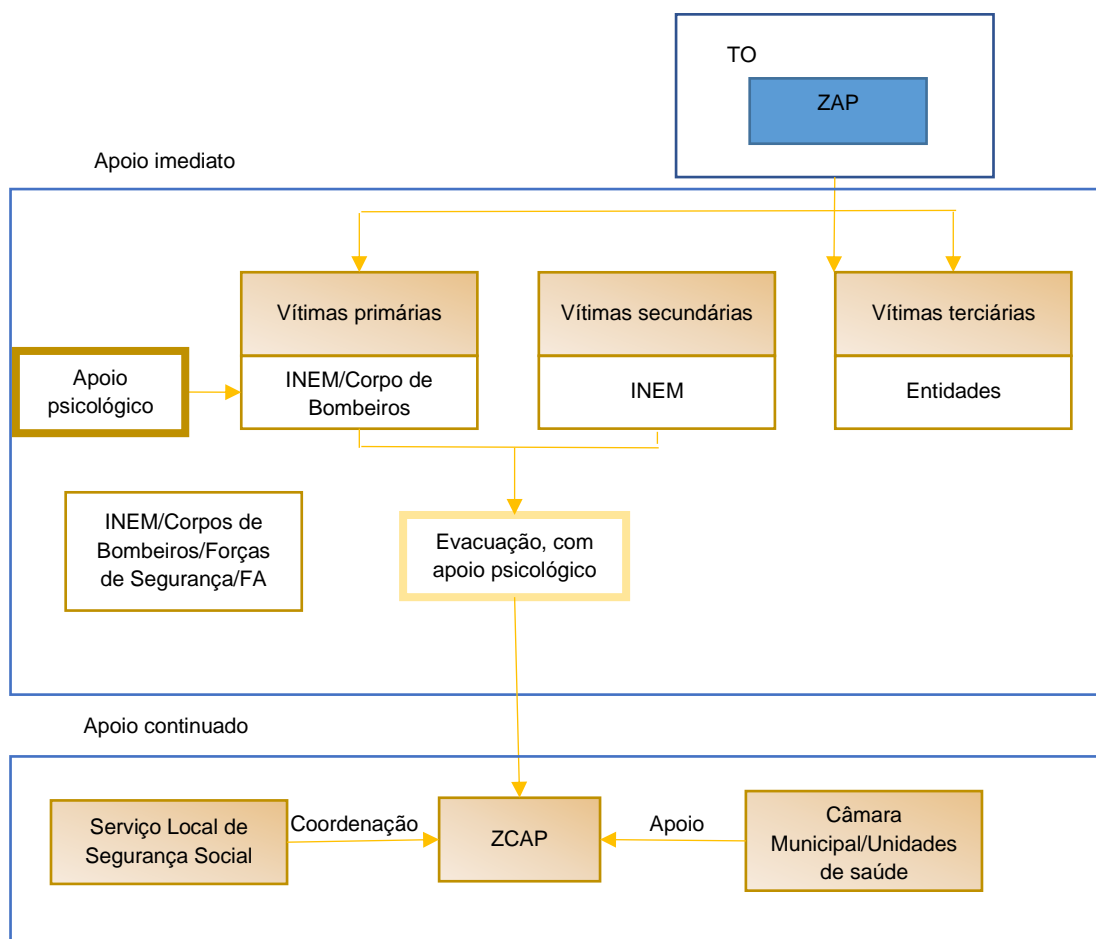 TO
ZAP
Apoio imediato
Vítimas primárias
Vítimas secundárias
Vítimas terciárias
Apoio
psicológico
INEM/Corpo de
Bombeiros
INEM
Entidades
INEM/Corpos de
Bombeiros/Forças
de Segurança/FA
Evacuação, com
apoio psicológico
Apoio continuado
Serviço Local de
Segurança Social
Coordenação
ZCAP
Apoio
Câmara
Municipal/Unidades
de saúde